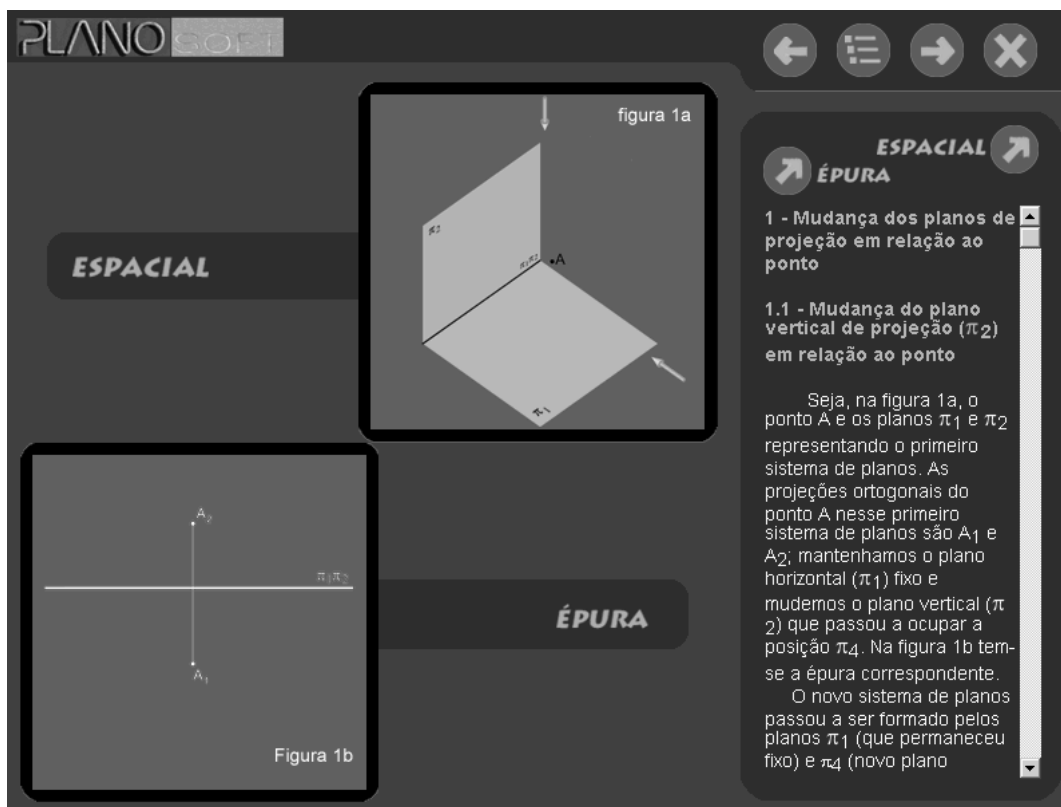 PLANO SOFT
figura 1a
π2
π1π2
A
π1
ESPACIAL
A2
π1π2
A1
Figura 1b
ÉPURA
ESPACIAL
ÉPURA
1 - Mudança dos planos de
projeção em relação ao
ponto
1.1 - Mudança do plano
vertical de projeção (π2)
em relação ao ponto
Seja, na figura 1a, o
ponto A e os planos π1 e π2
representando o primeiro
sistema de planos. As
projeções ortogonais do
ponto A nesse primeiro
sistema de planos são A1 e
A2; mantenhamos o plano
horizontal (π1) fixo e
mudemos o plano vertical (π
2) que passou a ocupar a
posição π4. Na figura 1b tem-
se a épura correspondente.
O novo sistema de planos
passou a ser formado pelos
planos π1 (que permaneceu
fixo) e π4 (novo plano